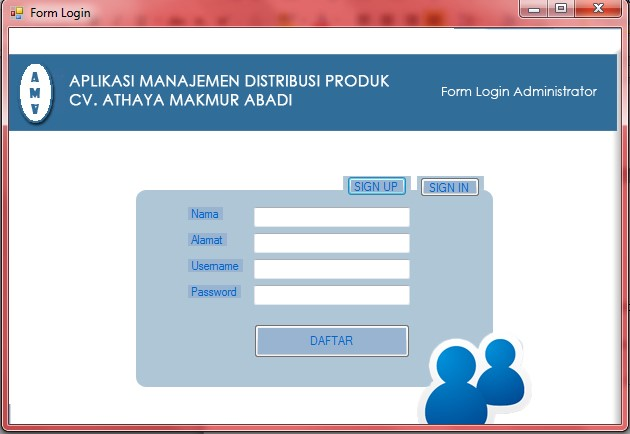 Form Login
AMA
APLIKASI MANAJEMEN DISTRIBUSI PRODUK
CV. ATHAYA MAKMUR ABADI
Form Login Administrator
SIGN UP
SIGN IN
Nama
Alamat
Username
Password
DAFTAR